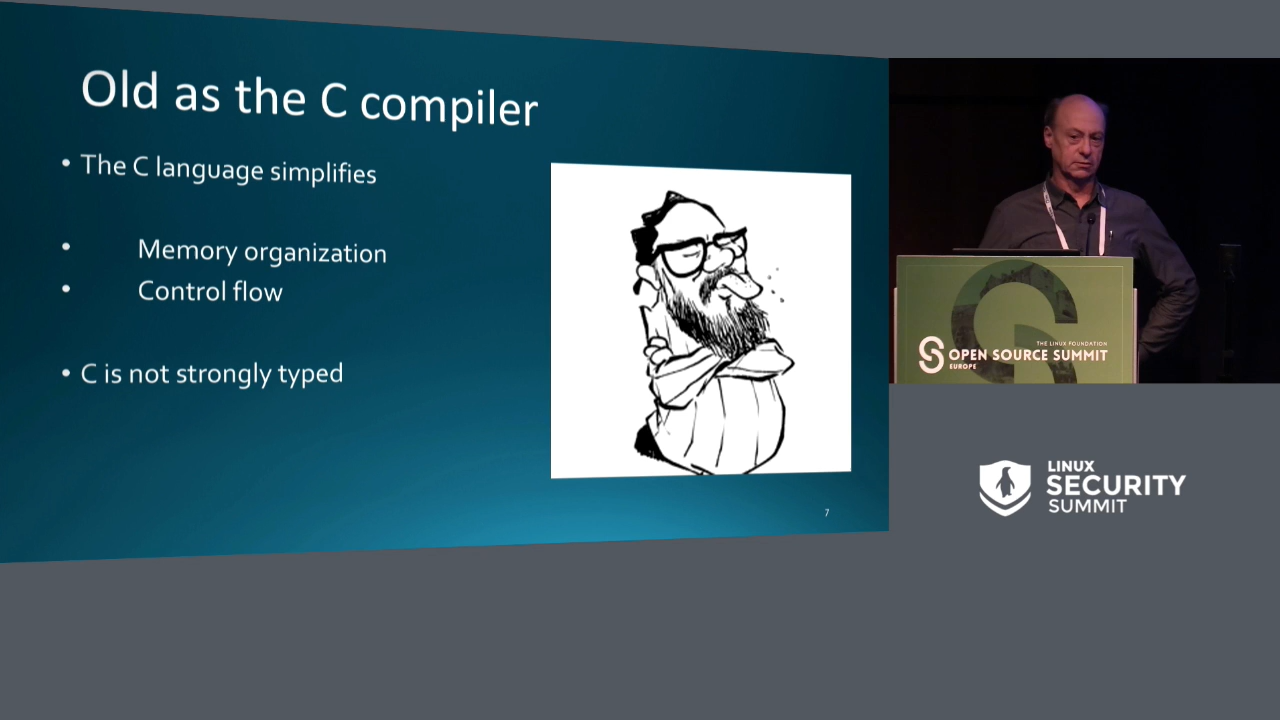 Old as the C compiler
• The C language simplifies
• Memory organization
• Control flow
• C is not strongly typed
7
THE LINUX FOUNDATION
OPEN SOURCE SUMMIT
EUROPE
LINUX
SECURITY
SUMMIT